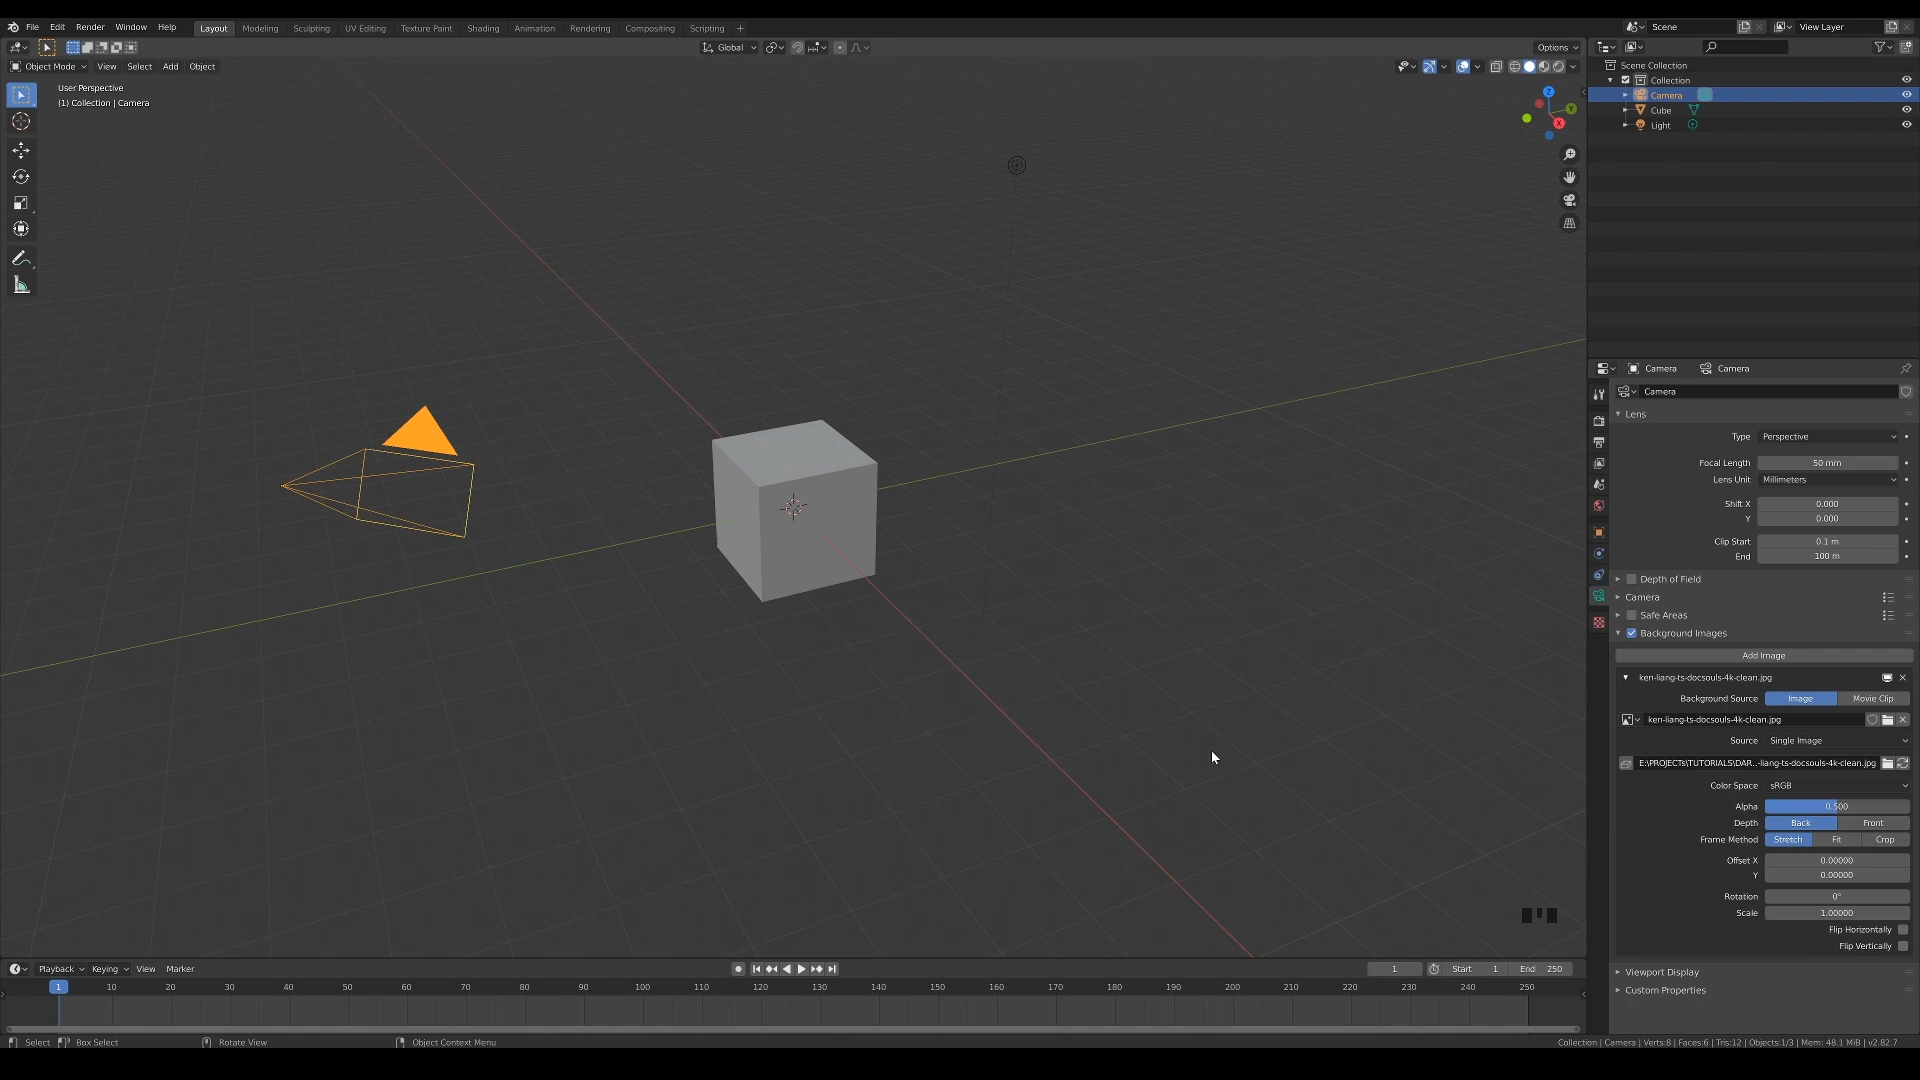 File Edit Render Window Help Layout Modeling Sculpting UV Editing Texture Paint Shading Animation Rendering Compositing Scripting + Scene View Layer
Global Options
Object Mode View Select Add Object
User Perspective
(1) Collection | Camera
Z
Y
X
Scene Collection
Collection
Camera
Cube
Light
Camera Camera
Camera
Lens
Type Perspective
Focal Length 50 mm
Lens Unit Millimeters
Shift X 0.000
Y 0.000
Clip Start 0.1 m
End 100 m
Depth of Field
Camera
Safe Areas
Background Images
Add Image
ken-liang-ts-docsouls-4k-clean.jpg
Background Source Image Movie Clip
ken-liang-ts-docsouls-4k-clean.jpg
Source Single Image
E:\PROJECTs\TUTORIALS\DAR...-liang-ts-docsouls-4k-clean.jpg
Color Space sRGB
Alpha 0.500
Depth Back Front
Frame Method Stretch Fit Crop
Offset X 0.00000
Y 0.00000
Rotation 0°
Scale 1.00000
Flip Horizontally
Flip Vertically
Viewport Display
Custom Properties
Playback Keying View Marker 1 Start 1 End 250
1 10 20 30 40 50 60 70 80 90 100 110 120 130 140 150 160 170 180 190 200 210 220 230 240 250
Select Box Select Rotate View Object Context Menu Collection | Camera | Verts:8 | Faces:6 | Tris:12 | Objects:1/3 | Mem: 48.1 MiB | v2.82.7